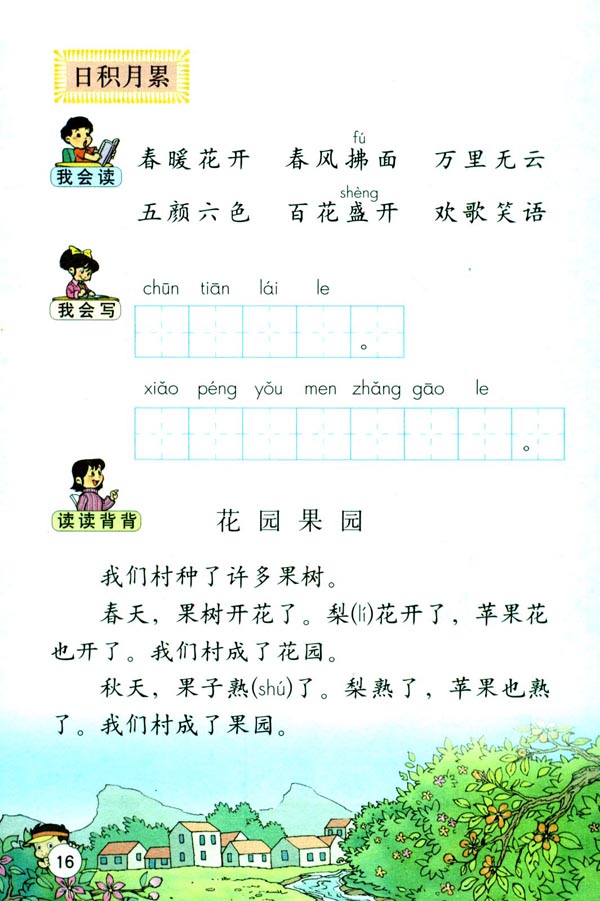 日积月累
我会读
fú
春暖花开 春风拂面 万里无云
shèng
五颜六色 百花盛开 欢歌笑语
我会写
chūn tiān lái le
。
xiǎo péng yǒu men zhǎng gāo le
。
读读背背
花园果园
我们村种了许多果树。
春天，果树开花了。梨(lí)花开了，苹果花
也开了。我们村成了花园。
秋天，果子熟(shú)了。梨熟了，苹果也熟
了。我们村成了果园。
16